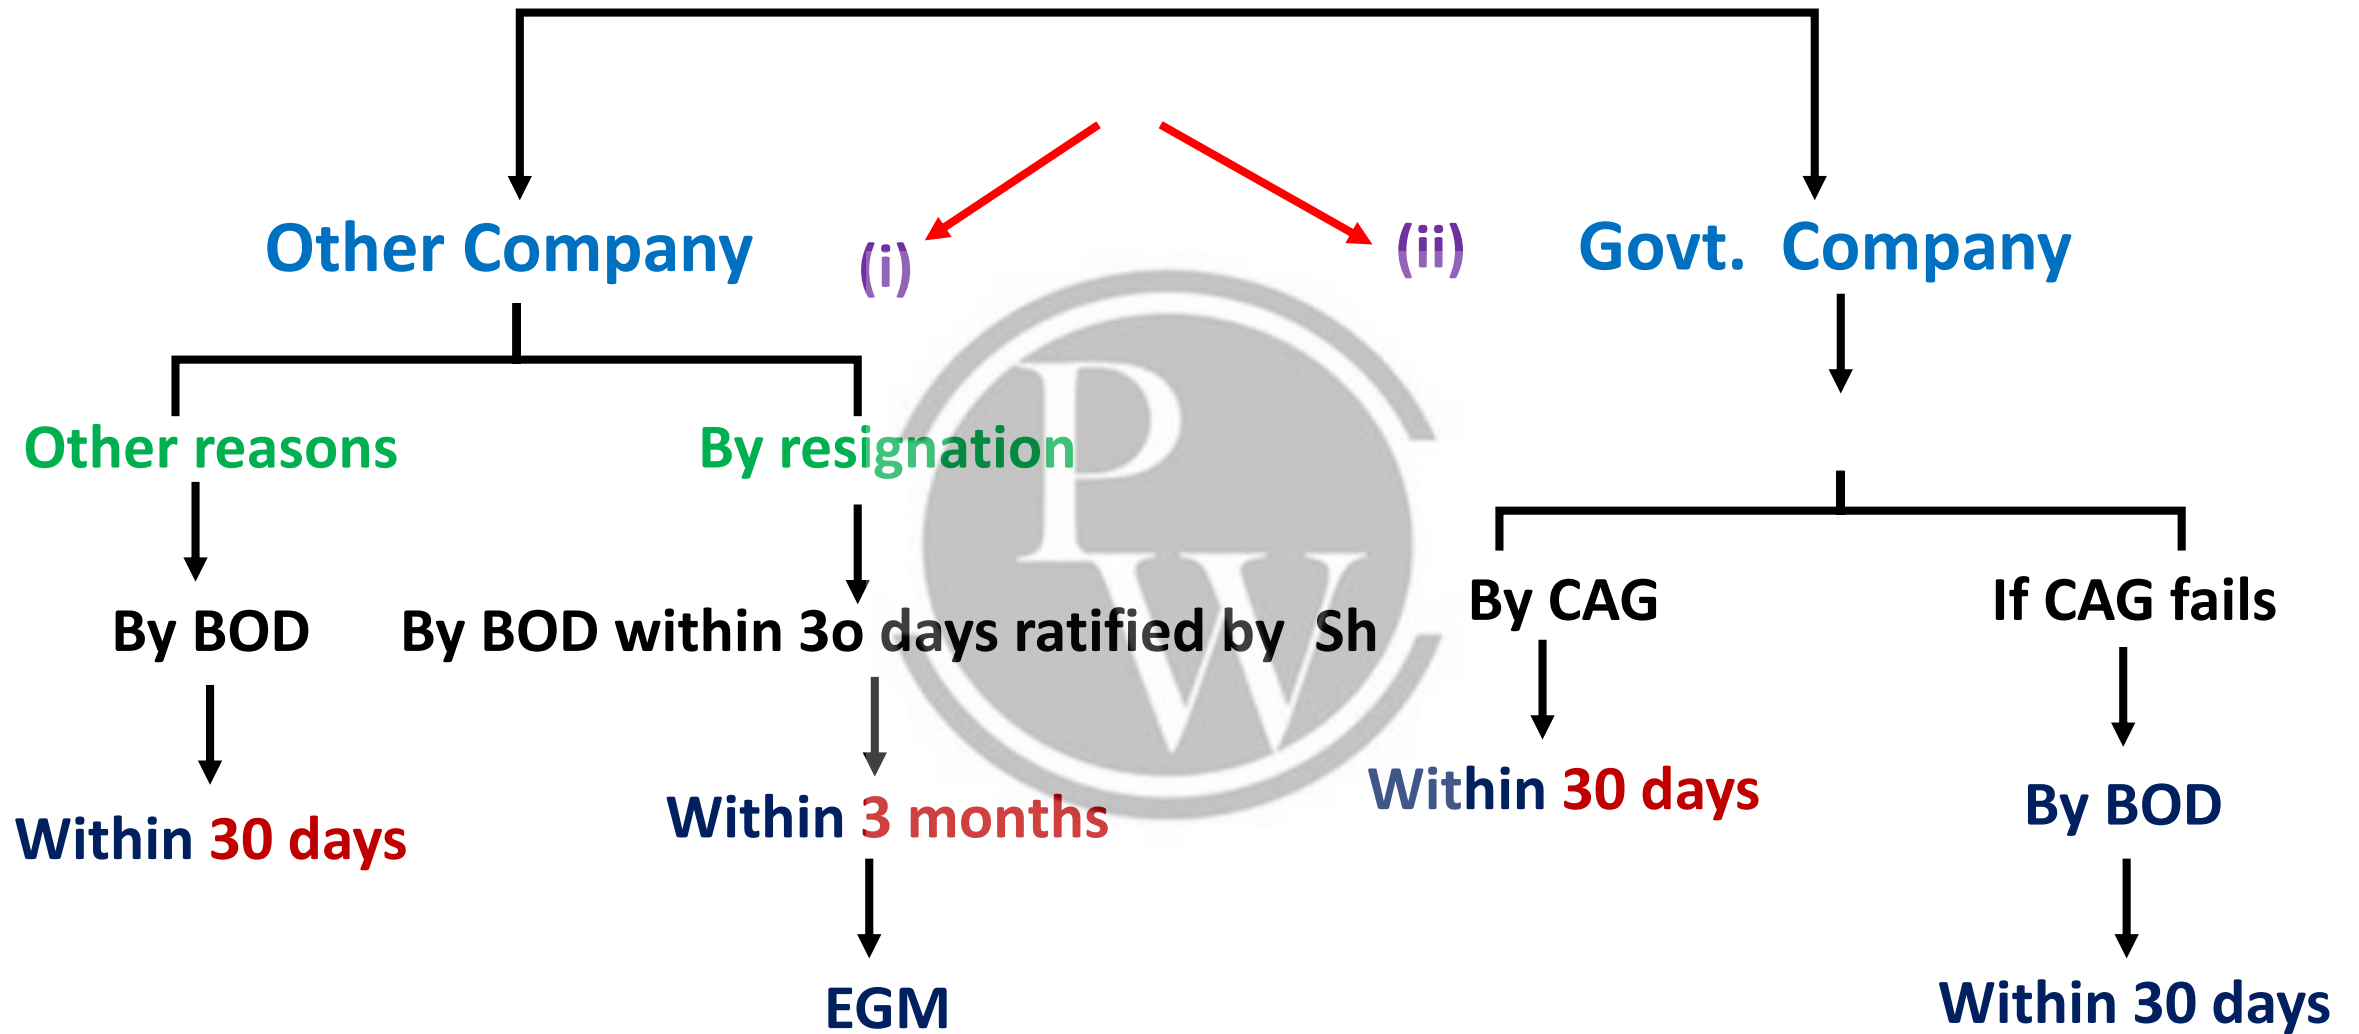 Other Company
(i)
(ii)
Govt. Company
Other reasons
By resignation
By BOD
By BOD within 3o days ratified by Sh
By CAG
If CAG fails
Within 30 days
Within 3 months
Within 30 days
By BOD
EGM
Within 30 days
PW